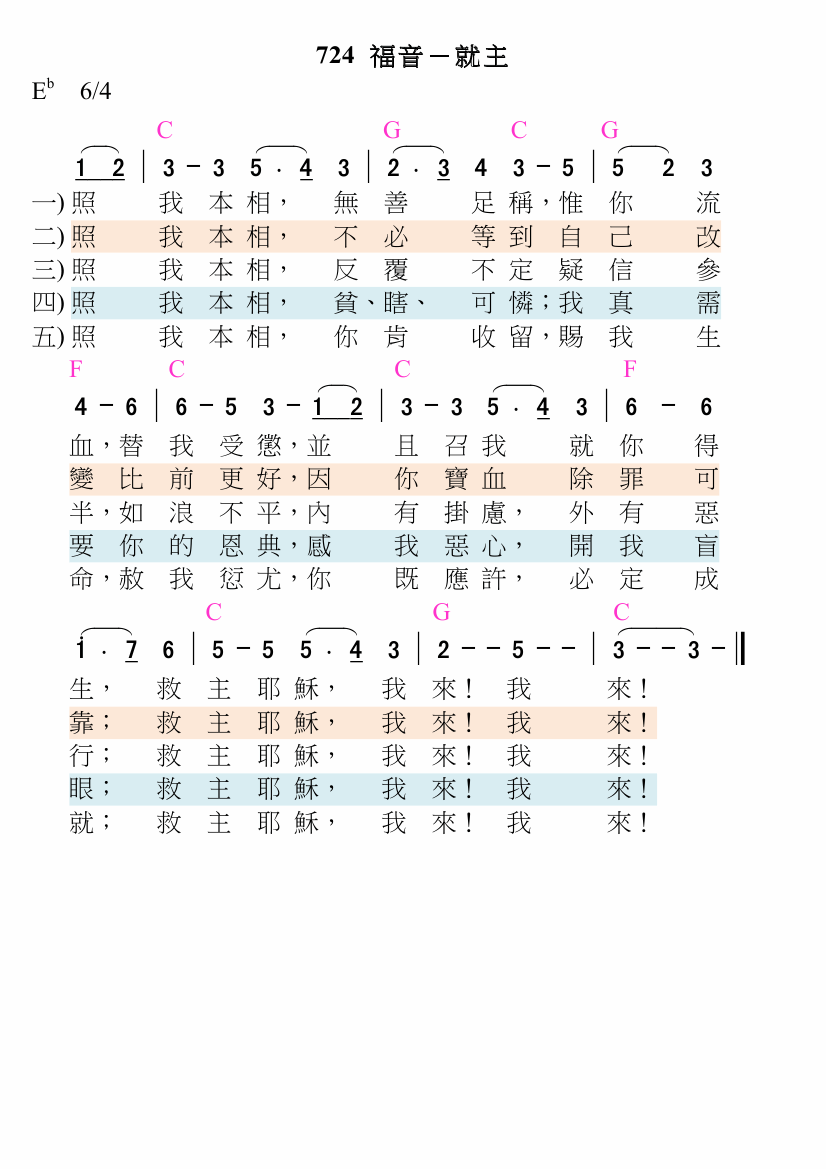 724 福音－就主
E♭ 6/4
C G C G
1 2 | 3 - 3 5 . 4 3 | 2 . 3 4 3 - 5 | 5 2 3
一) 照 我 本 相， 無 善 足 稱，惟 你 流
二) 照 我 本 相， 不 必 等 到 自 己 改
三) 照 我 本 相， 反 覆 不 定 疑 信 參
四) 照 我 本 相， 貧、瞎、 可 憐；我 真 需
五) 照 我 本 相， 你 肯 收 留，賜 我 生
F C C F
4 - 6 | 6 - 5 3 - 1 2 | 3 - 3 5 . 4 3 | 6 - 6
血，替 我 受 懲，並 且 召 我 就 你 得
變 比 前 更 好，因 你 寶 血 除 罪 可
半，如 浪 不 平，內 有 掛 慮， 外 有 惡
要 你 的 恩 典，感 我 惡 心， 開 我 盲
命，赦 我 愆 尤，你 既 應 許， 必 定 成
C G C
i . 7 6 | 5 - 5 5 . 4 3 | 2 - - 5 - - | 3 - - 3 - ||
生， 救 主 耶 穌， 我 來！ 我 來！
靠； 救 主 耶 穌， 我 來！ 我 來！
行； 救 主 耶 穌， 我 來！ 我 來！
眼； 救 主 耶 穌， 我 來！ 我 來！
就； 救 主 耶 穌， 我 來！ 我 來！